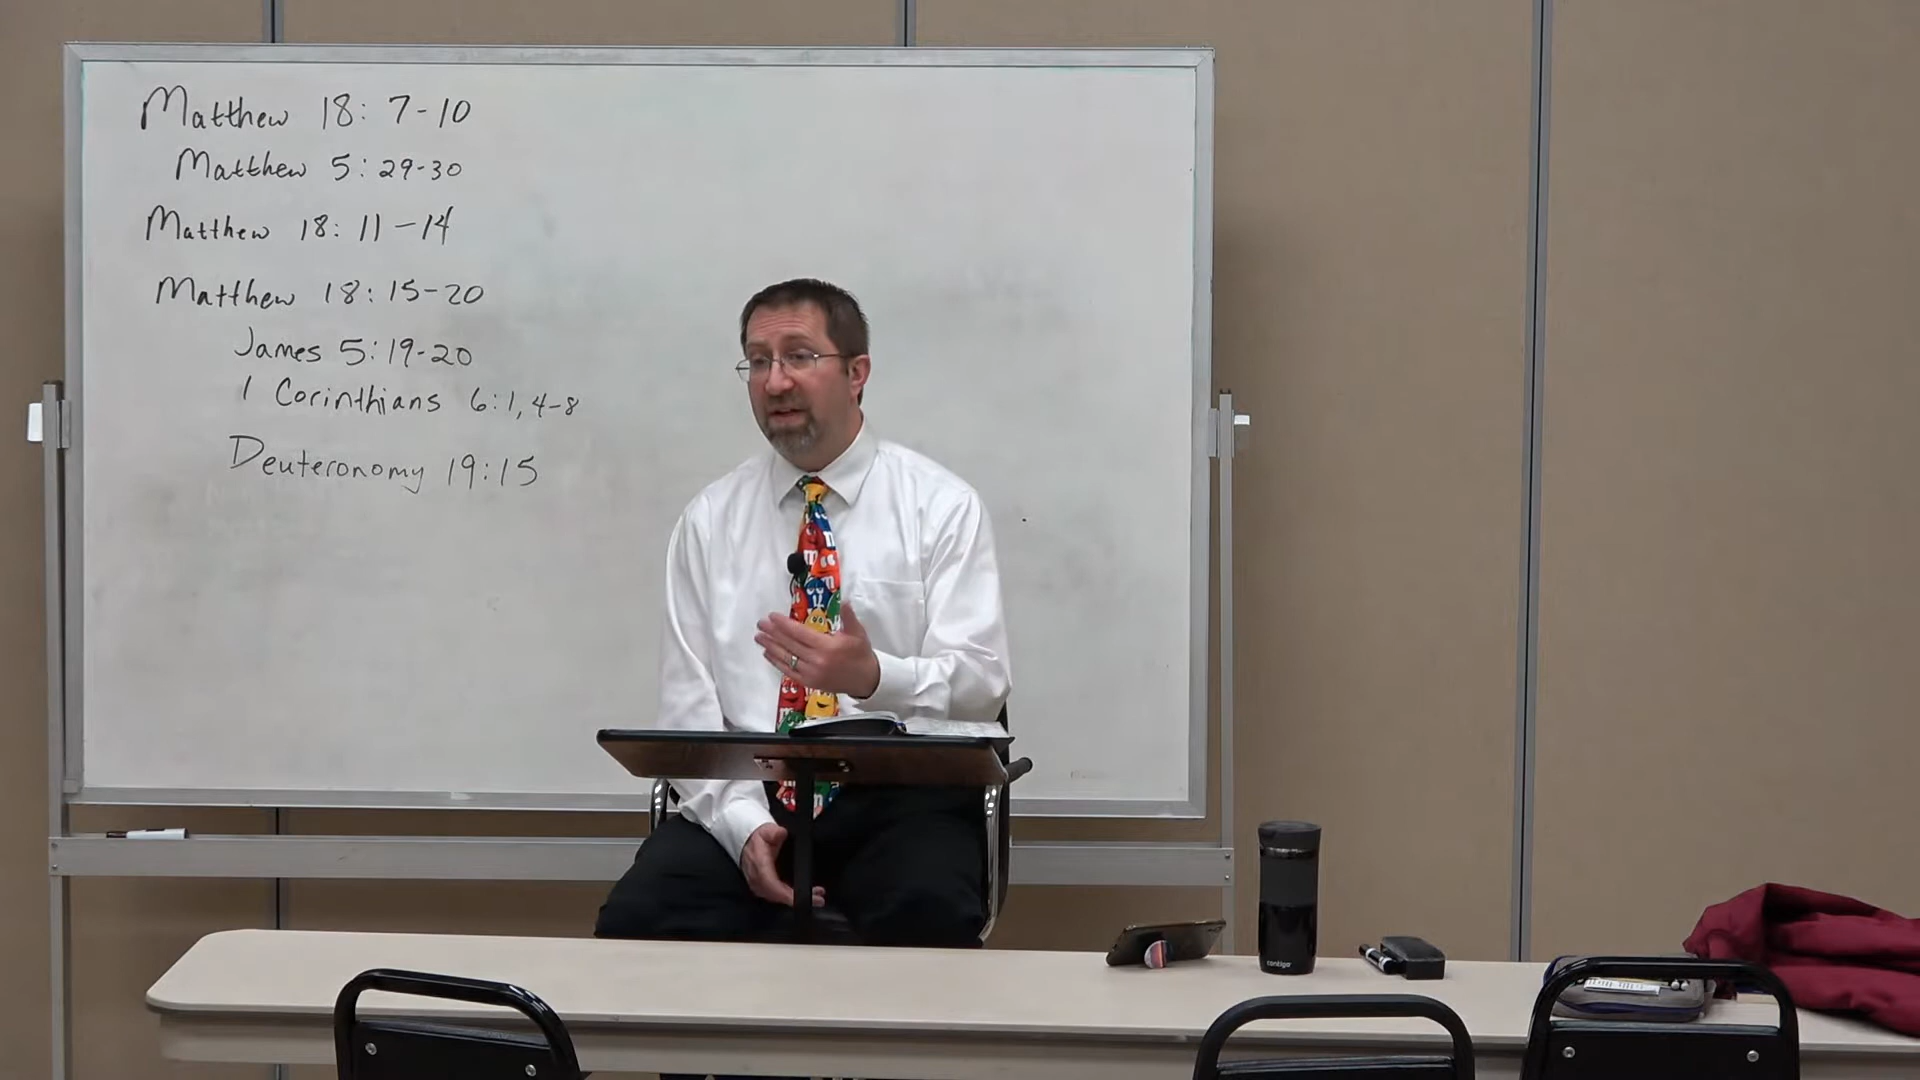 Matthew 18: 7-10
Matthew 5:29-30
Matthew 18: 11-14
Matthew 18:15-20
James 5:19-20
1 Corinthians 6:1, 4-8
Deuteronomy 19:15
m
m
m
m
contigo